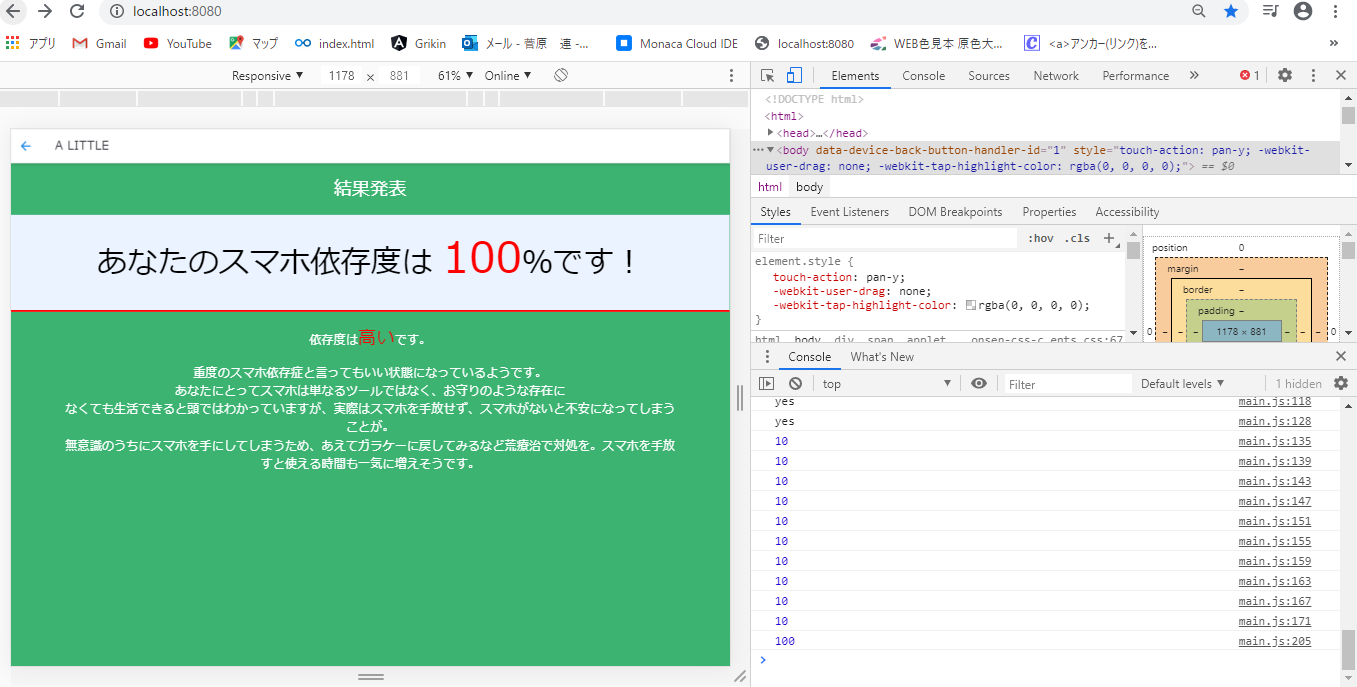 localhost:8080
アプリ Gmail YouTube マップ index.html Grikin メール - 菅原 連 -... Monaca Cloud IDE localhost:8080 WEB色見本 原色大... <a>アンカー(リンク)を... »
Responsive ▼ 1178 × 881 61% ▼ Online ▼
Elements Console Sources Network Performance » 1
A LITTLE
結果発表
あなたのスマホ依存度は 100%です！
依存度は高いです。
重度のスマホ依存症と言ってもいい状態になっているようです。
あなたにとってスマホは単なるツールではなく、お守りのような存在に
なくても生活できると頭ではわかっていますが、実際はスマホを手放せず、スマホがないと不安になってしまう
ことが。
無意識のうちにスマホを手にしてしまうため、あえてガラケーに戻してみるなど荒療治で対処を。スマホを手放
すと使える時間も一気に増えそうです。
<!DOCTYPE html>
<html>
<head>…</head>
<body data-device-back-button-handler-id="1" style="touch-action: pan-y; -webkit-
user-drag: none; -webkit-tap-highlight-color: rgba(0, 0, 0, 0);"> == $0
html body
Styles Event Listeners DOM Breakpoints Properties Accessibility
Filter :hov .cls +
element.style {
touch-action: pan-y;
-webkit-user-drag: none;
-webkit-tap-highlight-color: rgba(0, 0, 0, 0);
}
html, body, div, span, applet, onsen-css-c…ents.css:67
position 0
margin –
border –
padding –
0 – – – 1178 × 881 – – – 0
Console What's New
top ▼ Filter Default levels ▼ 1 hidden
yes main.js:118
yes main.js:128
10 main.js:135
10 main.js:139
10 main.js:143
10 main.js:147
10 main.js:151
10 main.js:155
10 main.js:159
10 main.js:163
10 main.js:167
10 main.js:171
100 main.js:205